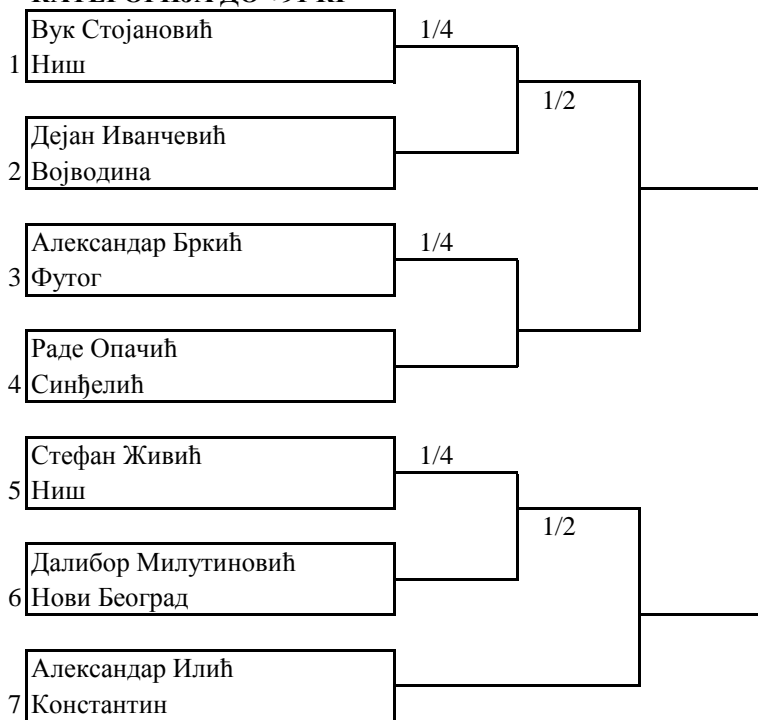 Вук Стојановић
1/4
1 Ниш
1/2
Дејан Иванчевић
2 Војводина
Александар Бркић
1/4
3 Футог
Раде Опачић
4 Синђелић
Стефан Живић
1/4
5 Ниш
1/2
Далибор Милутиновић
6 Нови Београд
Александар Илић
7 Константин